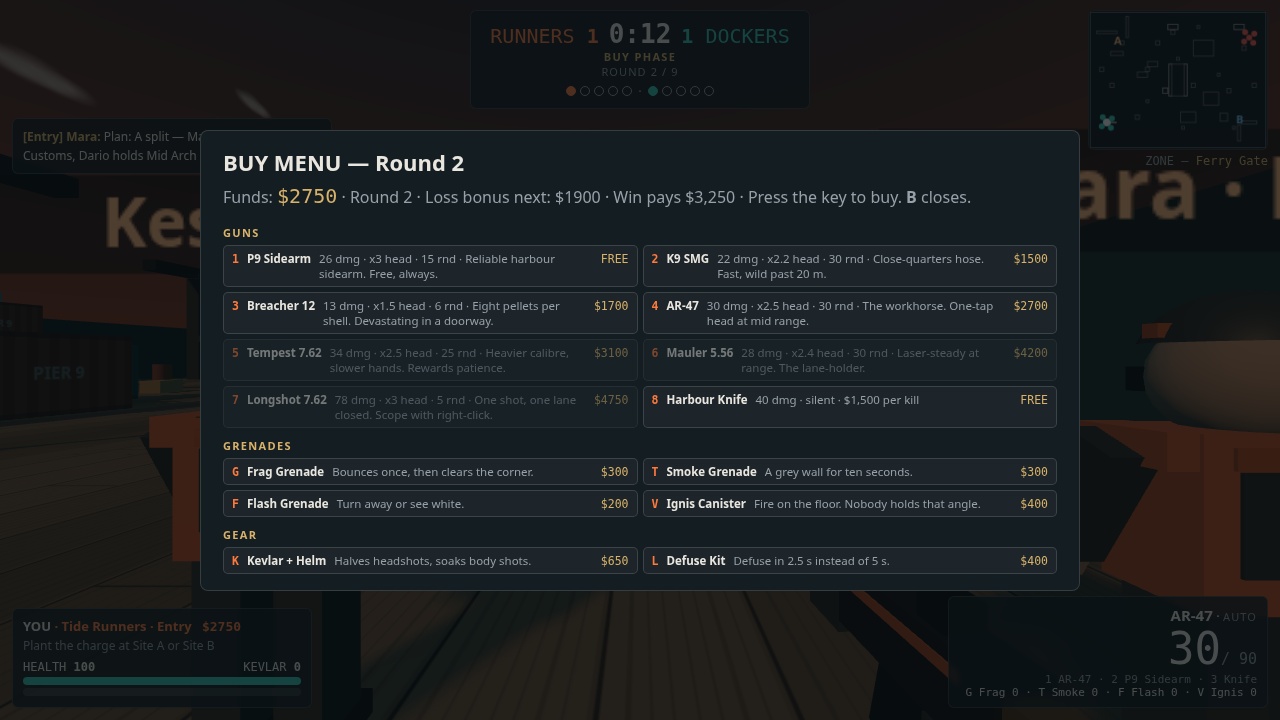 RUNNERS 1 0:12 1 DOCKERS
BUY PHASE
ROUND 2 / 9
A
B
ZONE — Ferry Gate
[Entry] Mara: Plan: A split — Ma
Customs, Dario holds Mid Arch
Kes
ara ·
PIER 9
BUY MENU — Round 2
Funds: $2750 · Round 2 · Loss bonus next: $1900 · Win pays $3,250 · Press the key to buy. B closes.
GUNS
1 P9 Sidearm 26 dmg · x3 head · 15 rnd · Reliable harbour FREE
sidearm. Free, always.
2 K9 SMG 22 dmg · x2.2 head · 30 rnd · Close-quarters hose. $1500
Fast, wild past 20 m.
3 Breacher 12 13 dmg · x1.5 head · 6 rnd · Eight pellets per $1700
shell. Devastating in a doorway.
4 AR-47 30 dmg · x2.5 head · 30 rnd · The workhorse. One-tap $2700
head at mid range.
5 Tempest 7.62 34 dmg · x2.5 head · 25 rnd · Heavier calibre, $3100
slower hands. Rewards patience.
6 Mauler 5.56 28 dmg · x2.4 head · 30 rnd · Laser-steady at $4200
range. The lane-holder.
7 Longshot 7.62 78 dmg · x3 head · 5 rnd · One shot, one lane $4750
closed. Scope with right-click.
8 Harbour Knife 40 dmg · silent · $1,500 per kill FREE
GRENADES
G Frag Grenade Bounces once, then clears the corner. $300
T Smoke Grenade A grey wall for ten seconds. $300
F Flash Grenade Turn away or see white. $200
V Ignis Canister Fire on the floor. Nobody holds that angle. $400
GEAR
K Kevlar + Helm Halves headshots, soaks body shots. $650
L Defuse Kit Defuse in 2.5 s instead of 5 s. $400
YOU · Tide Runners · Entry $2750
Plant the charge at Site A or Site B
HEALTH 100 KEVLAR 0
AR-47 · AUTO
30 / 90
1 AR-47 · 2 P9 Sidearm · 3 Knife
G Frag 0 · T Smoke 0 · F Flash 0 · V Ignis 0